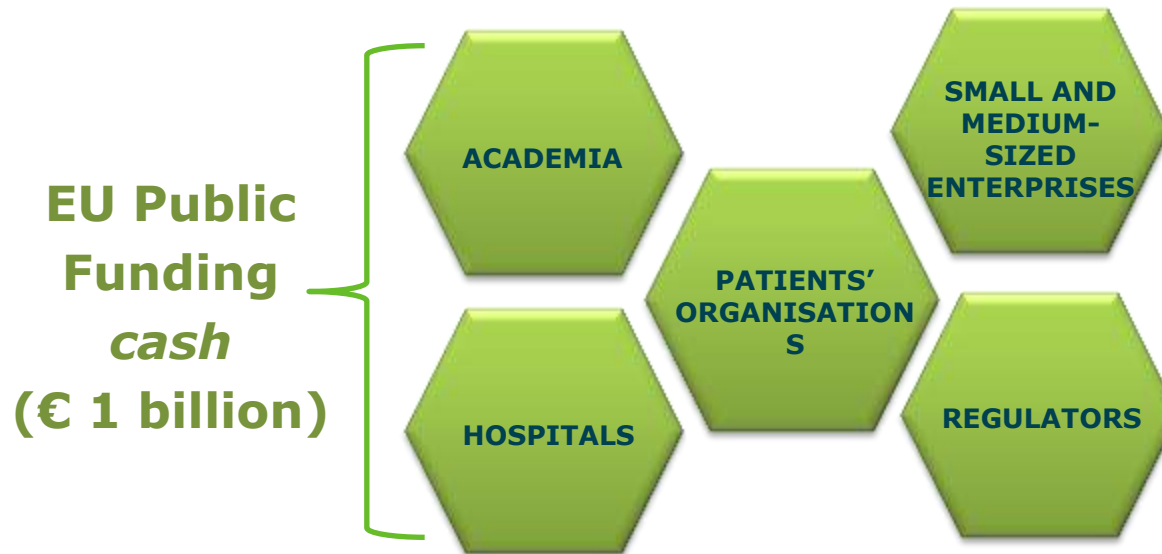 EU Public
Funding
cash
(€ 1 billion)
ACADEMIA
HOSPITALS
PATIENTS’
ORGANISATION
S
SMALL AND
MEDIUM-
SIZED
ENTERPRISES
REGULATORS